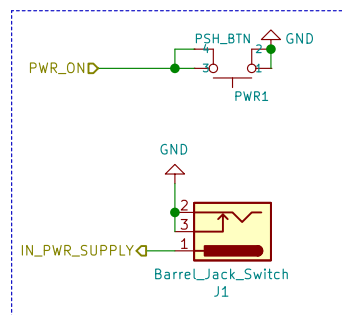 PSH_BTN
GND
4
2
PWR_ON
3
1
PWR1
GND
2
3
IN_PWR_SUPPLY
1
Barrel_Jack_Switch
J1